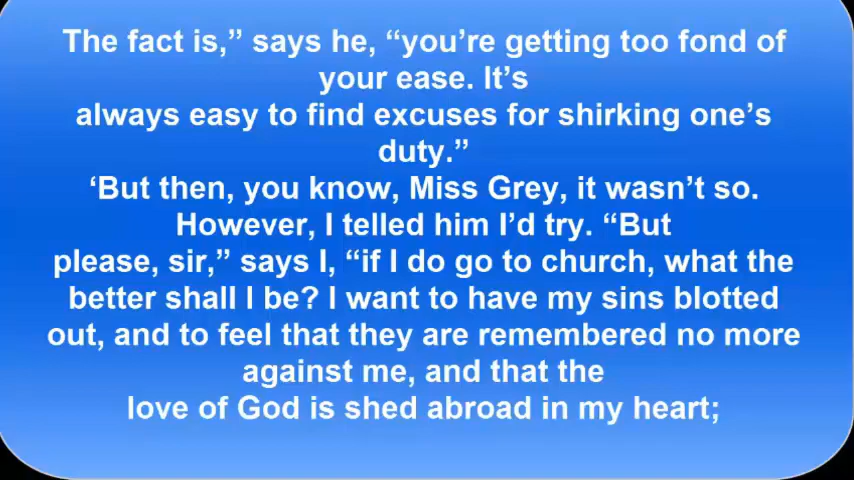 The fact is,” says he, “you’re getting too fond of
your ease. It’s
always easy to find excuses for shirking one’s
duty.”
‘But then, you know, Miss Grey, it wasn’t so.
However, I telled him I’d try. “But
please, sir,” says I, “if I do go to church, what the
better shall I be? I want to have my sins blotted
out, and to feel that they are remembered no more
against me, and that the
love of God is shed abroad in my heart;